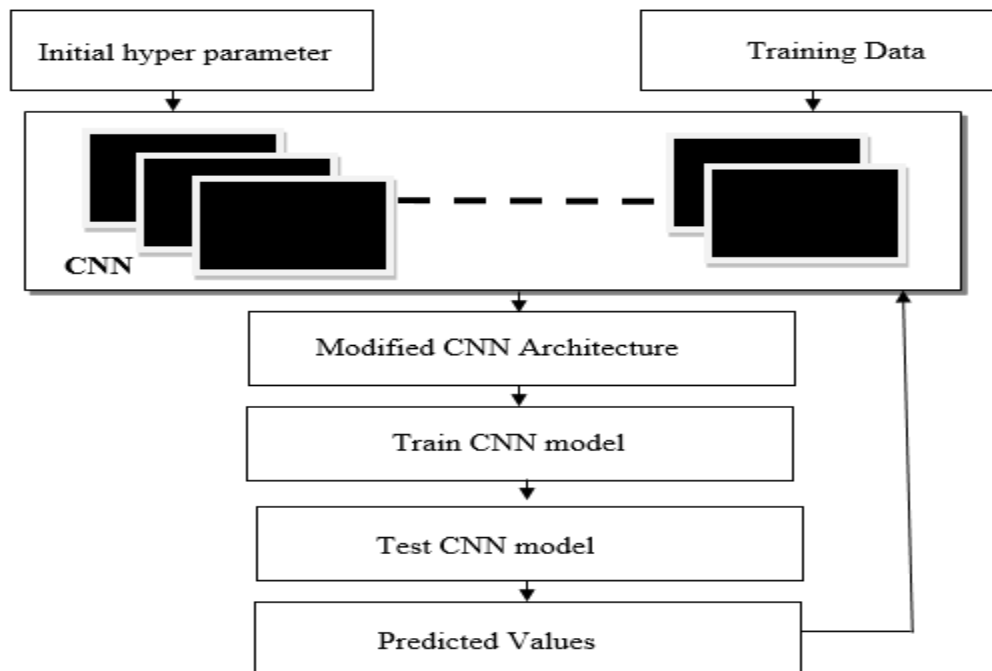 Initial hyper parameter
Training Data
CNN
Modified CNN Architecture
Train CNN model
Test CNN model
Predicted Values